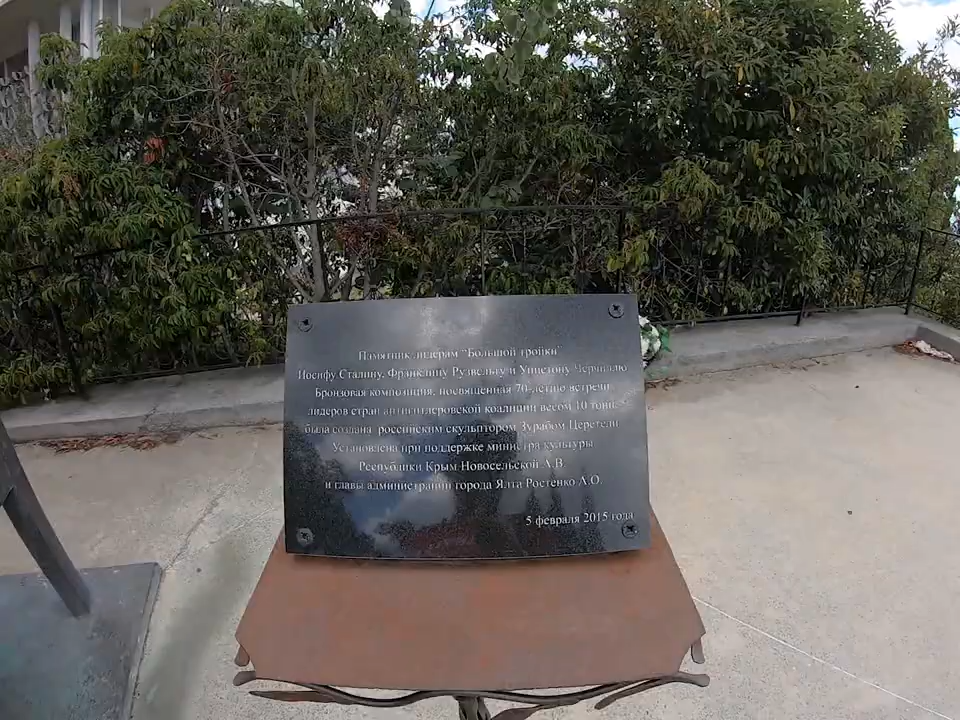 Памятник лидерам "Большой тройки"
Иосифу Сталину, Франклину Рузвельту и Уинстону Черчиллю
Бронзовая композиция, посвященная 70-летию встречи
лидеров стран антигитлеровской коалиции весом 10 тонн,
была создана российским скульптором Зурабом Церетели
Установлена при поддержке министра культуры
Республики Крым Новосельской А.В.
и главы администрации города Ялта Ростенко А.О.
5 февраля 2015 года